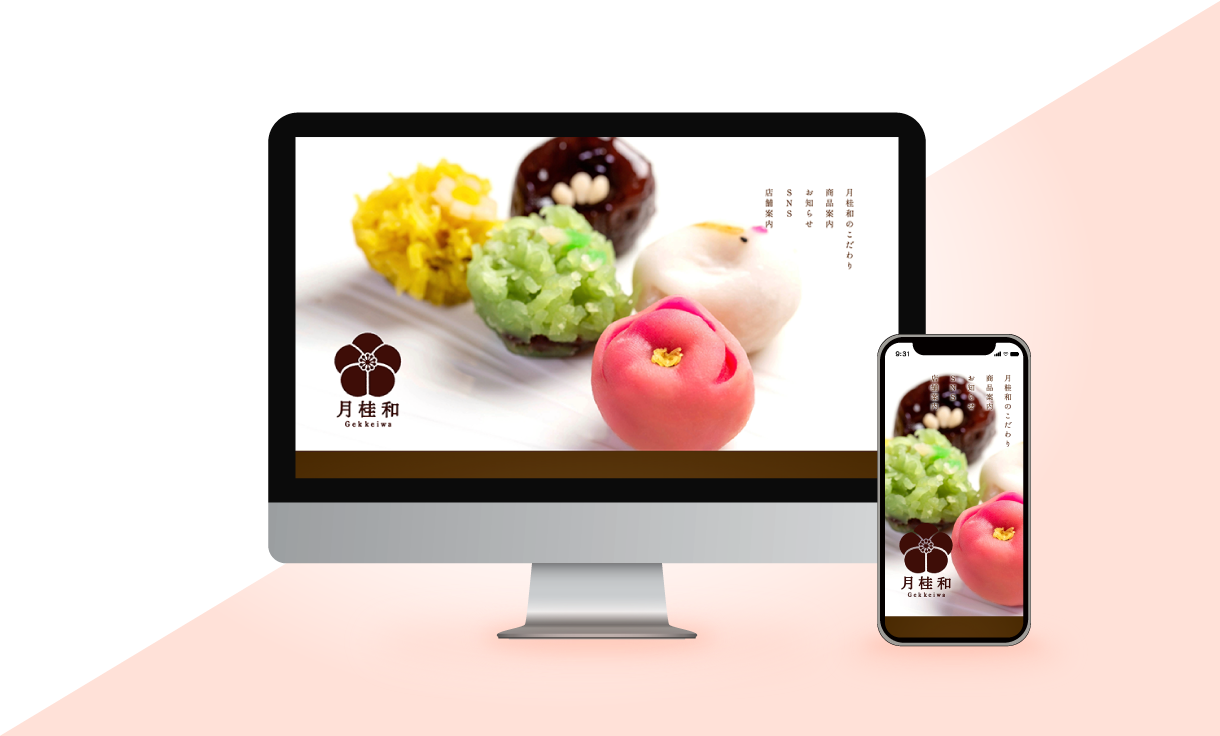 月桂和のこだわり
商品案内
お知らせ
SNS
店舗案内
月桂和
Gekkeiwa
9:31
月桂和のこだわり
商品案内
お知らせ
SNS
店舗案内
月桂和
Gekkeiwa